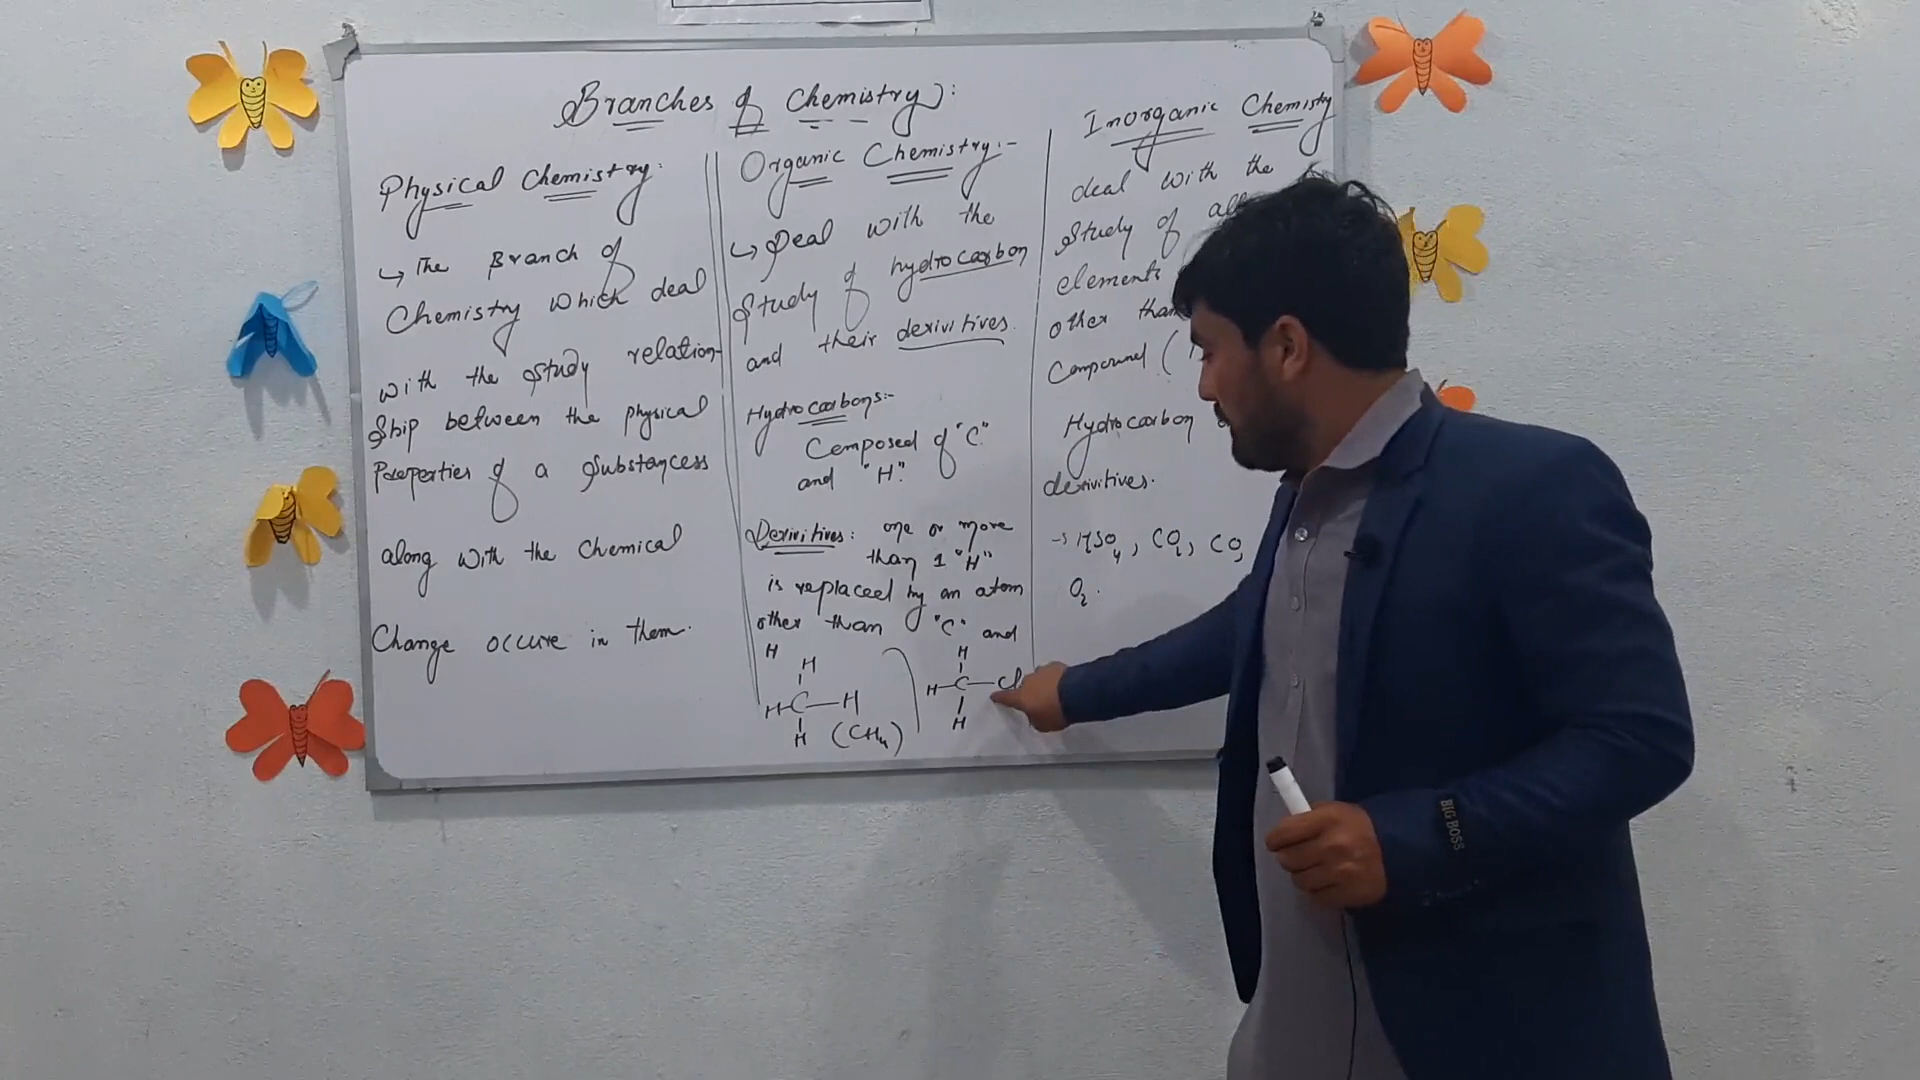 Branches of Chemistry:
Physical Chemistry:
↳ The Branch of
Chemistry which deal
with the study relation-
ship between the physical
Properties of a Substancess
along with the Chemical
Change occure in them.
Organic Chemistry:-
↳ Deal with the
study of hydrocarbon
and their derivitives.
Hydrocarbons:-
Composed of "C"
and "H".
Derivitives: one or more
than 1 "H"
is replaced by an atom
other than "C" and
H
H
H-C-H
H (CH4)
H
H-C-Cl
H
Inorganic Chemistry
deal with the
study of all
elements
other than
Compound (
Hydrocarbon
derivitives.
CO2, CO,
O2.
BIG BOSS